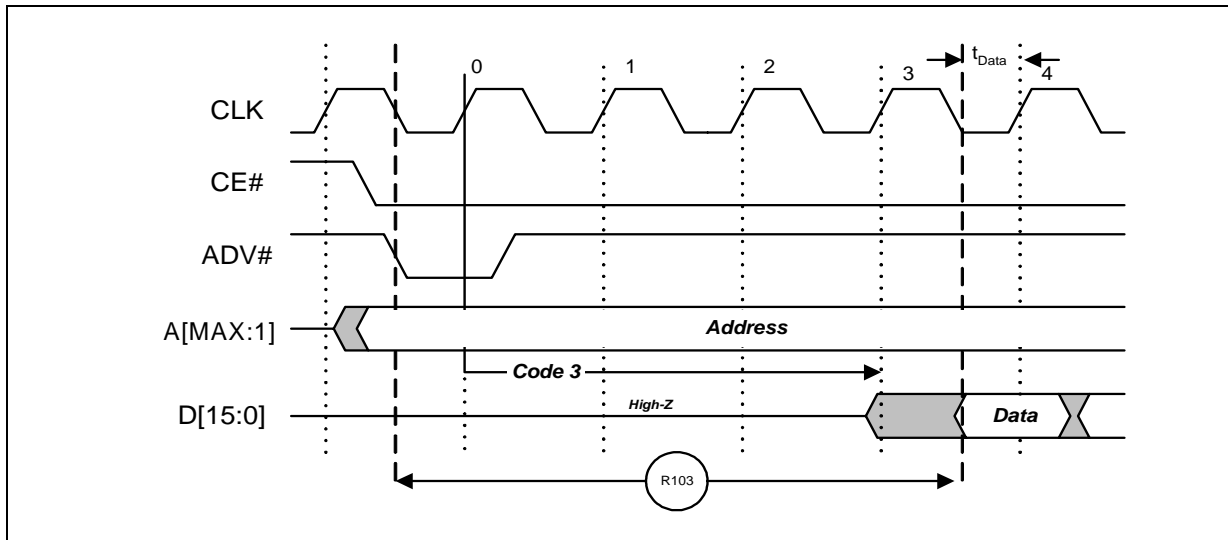 0 1 2 3 t_Data 4
CLK
CE#
ADV#
A[MAX:1] Address
Code 3
D[15:0] High-Z Data
R103